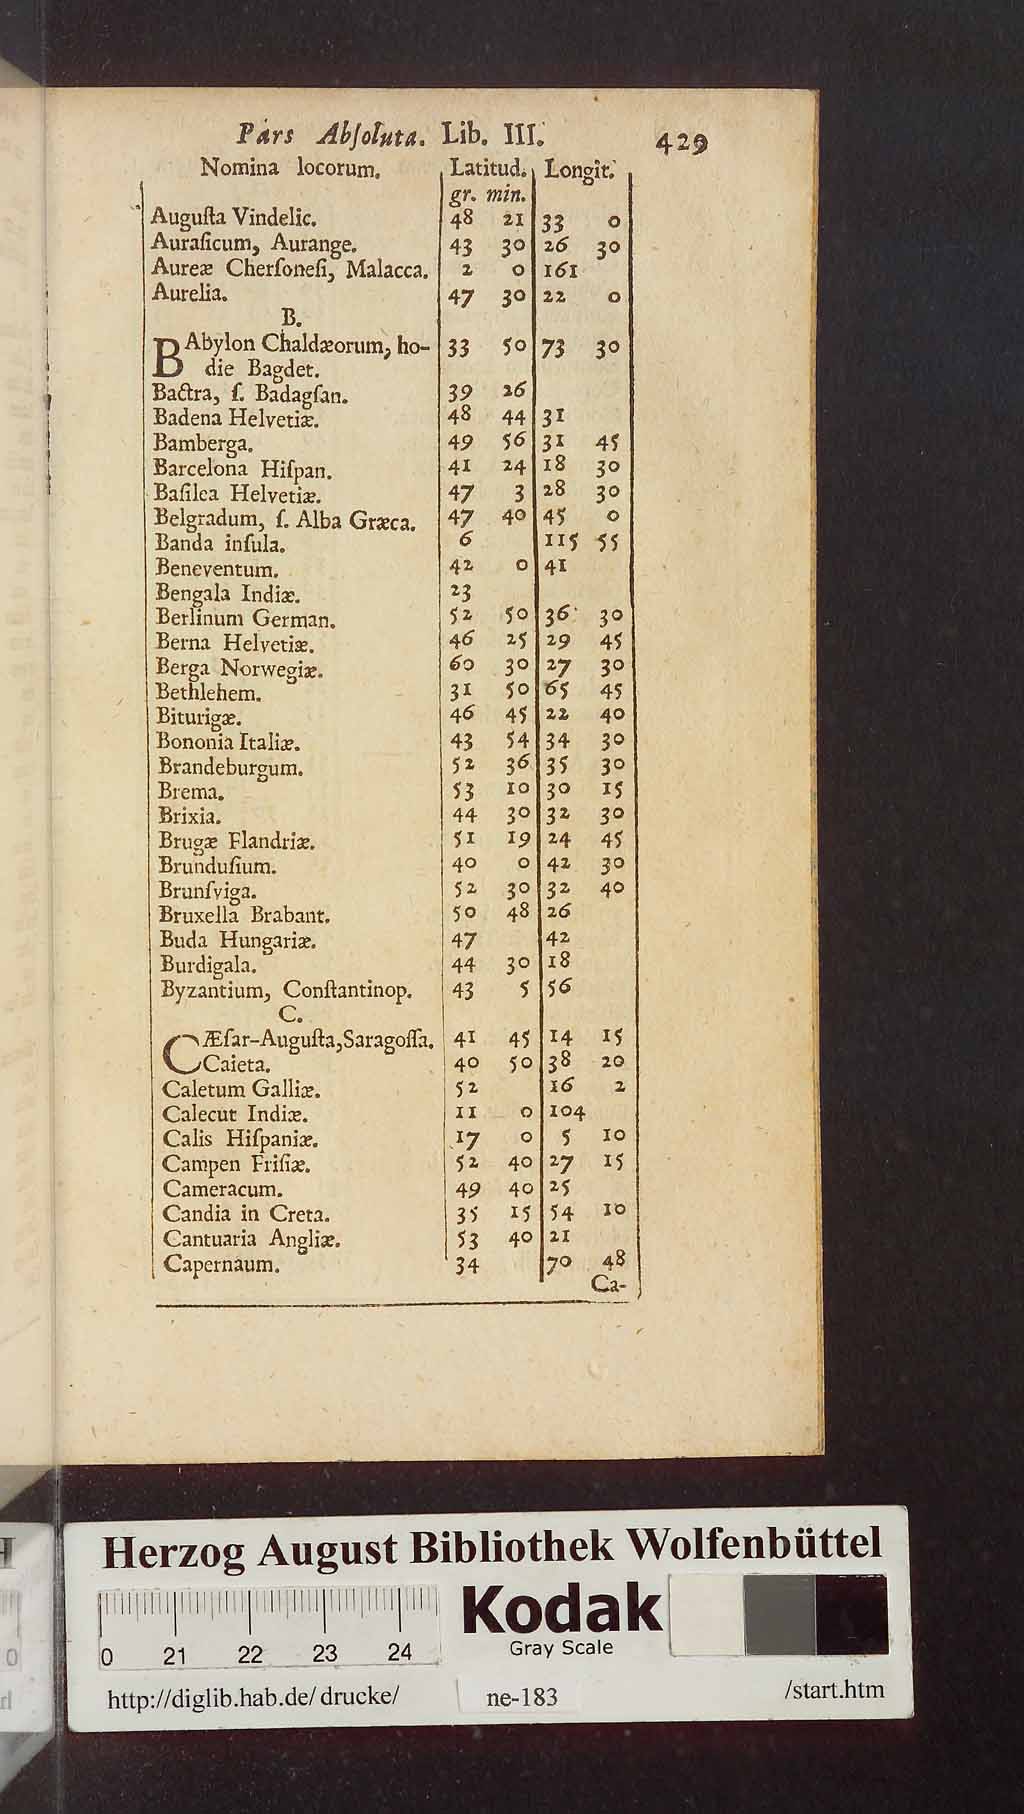 Pars Abſoluta. Lib. III. 429
Nomina locorum. Latitud. Longit.
gr. min.
Auguſta Vindelic. 48 21 33 0
Auraſicum, Aurange. 43 30 26 30
Aureæ Cherſoneſi, Malacca. 2 0 161
Aurelia. 47 30 22 0
B.
BAbylon Chaldæorum, ho- 33 50 73 30
die Bagdet.
Bactra, ſ. Badagſan. 39 26
Badena Helvetiæ. 48 44 31
Bamberga. 49 56 31 45
Barcelona Hiſpan. 41 24 18 30
Baſilea Helvetiæ. 47 3 28 30
Belgradum, ſ. Alba Græca. 47 40 45 0
Banda inſula. 6 115 55
Beneventum. 42 0 41
Bengala Indiæ. 23
Berlinum German. 52 50 36 30
Berna Helvetiæ. 46 25 29 45
Berga Norwegiæ. 60 30 27 30
Bethlehem. 31 50 65 45
Biturigæ. 46 45 22 40
Bononia Italiæ. 43 54 34 30
Brandeburgum. 52 36 35 30
Brema. 53 10 30 15
Brixia. 44 30 32 30
Brugæ Flandriæ. 51 19 24 45
Brunduſium. 40 0 42 30
Brunſviga. 52 30 32 40
Bruxella Brabant. 50 48 26
Buda Hungariæ. 47 42
Burdigala. 44 30 18
Byzantium, Conſtantinop. 43 5 56
C.
CÆſar-Auguſta,Saragoſſa. 41 45 14 15
Caieta. 40 50 38 20
Caletum Galliæ. 52 16 2
Calecut Indiæ. 11 0 104
Calis Hiſpaniæ. 17 0 5 10
Campen Friſiæ. 52 40 27 15
Cameracum. 49 40 25
Candia in Creta. 35 15 54 10
Cantuaria Angliæ. 53 40 21
Capernaum. 34 70 48
Ca-
Herzog August Bibliothek Wolfenbüttel
0 21 22 23 24
Kodak
Gray Scale
http://diglib.hab.de/drucke/ ne-183 /start.htm